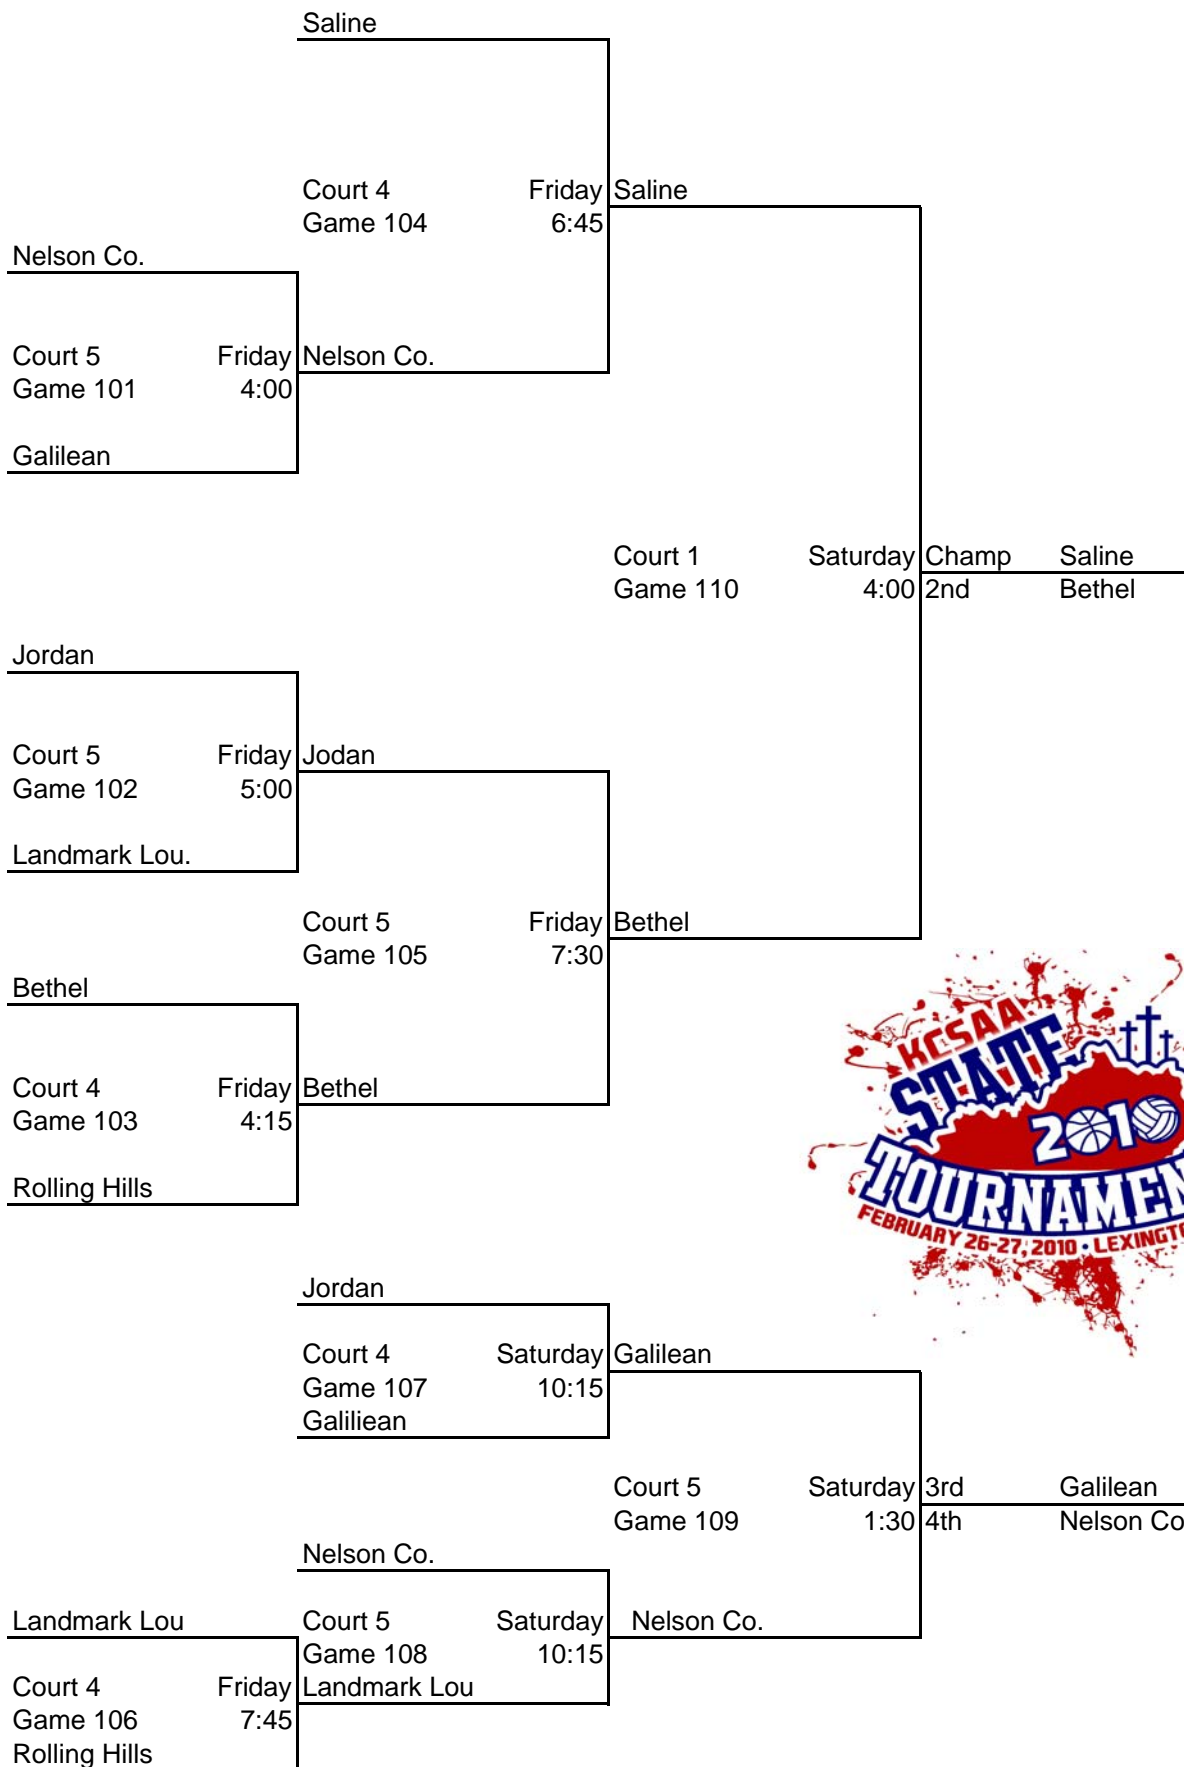 Saline
Court 4 Friday Saline
Game 104 6:45
Nelson Co.
Court 5 Friday Nelson Co.
Game 101 4:00
Galilean
Court 1 Saturday Champ Saline
Game 110 4:00 2nd Bethel
Jordan
Court 5 Friday Jodan
Game 102 5:00
Landmark Lou.
Court 5 Friday Bethel
Game 105 7:30
Bethel
Court 4 Friday Bethel
Game 103 4:15
Rolling Hills
KCSAA
STATE
2010
TOURNAMEN
FEBRUARY 26-27, 2010 • LEXINGT
Jordan
Court 4 Saturday Galilean
Game 107 10:15
Galiliean
Court 5 Saturday 3rd Galilean
Game 109 1:30 4th Nelson Co
Nelson Co.
Landmark Lou Court 5 Saturday Nelson Co.
Game 108 10:15
Court 4 Friday Landmark Lou
Game 106 7:45
Rolling Hills